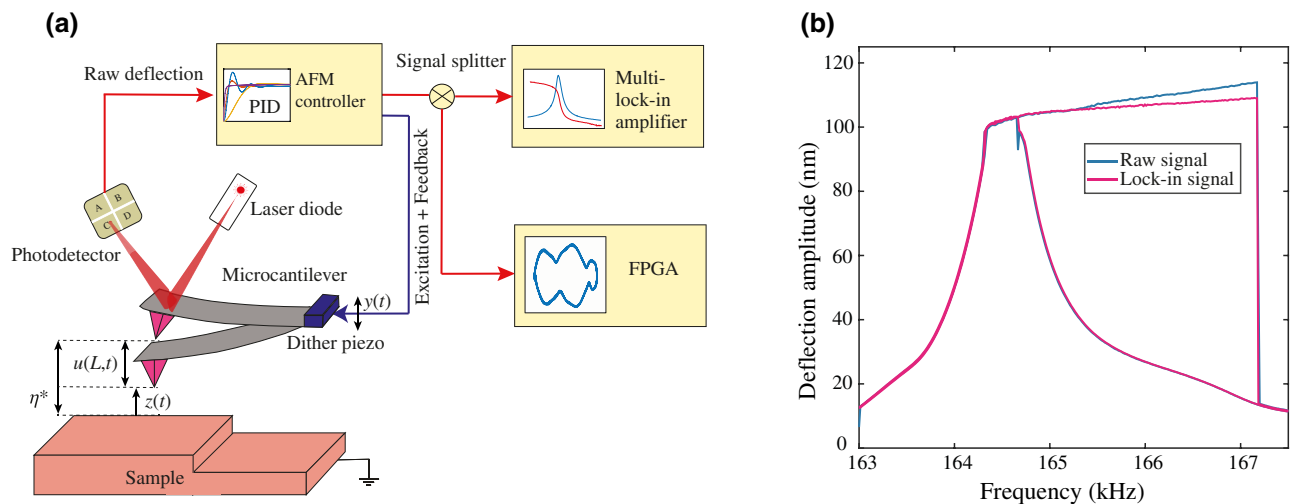 (a)
Raw deflection
PID
AFM
controller
Signal splitter
Multi-
lock-in
amplifier
A
B
C
D
Laser diode
Photodetector
Excitation + Feedback
Microcantilever
y(t)
Dither piezo
FPGA
u(L,t)
η*
z(t)
Sample
(b)
Deflection amplitude (nm)
140
120
100
80
60
40
20
0
Raw signal
Lock-in signal
163 164 165 166 167
Frequency (kHz)